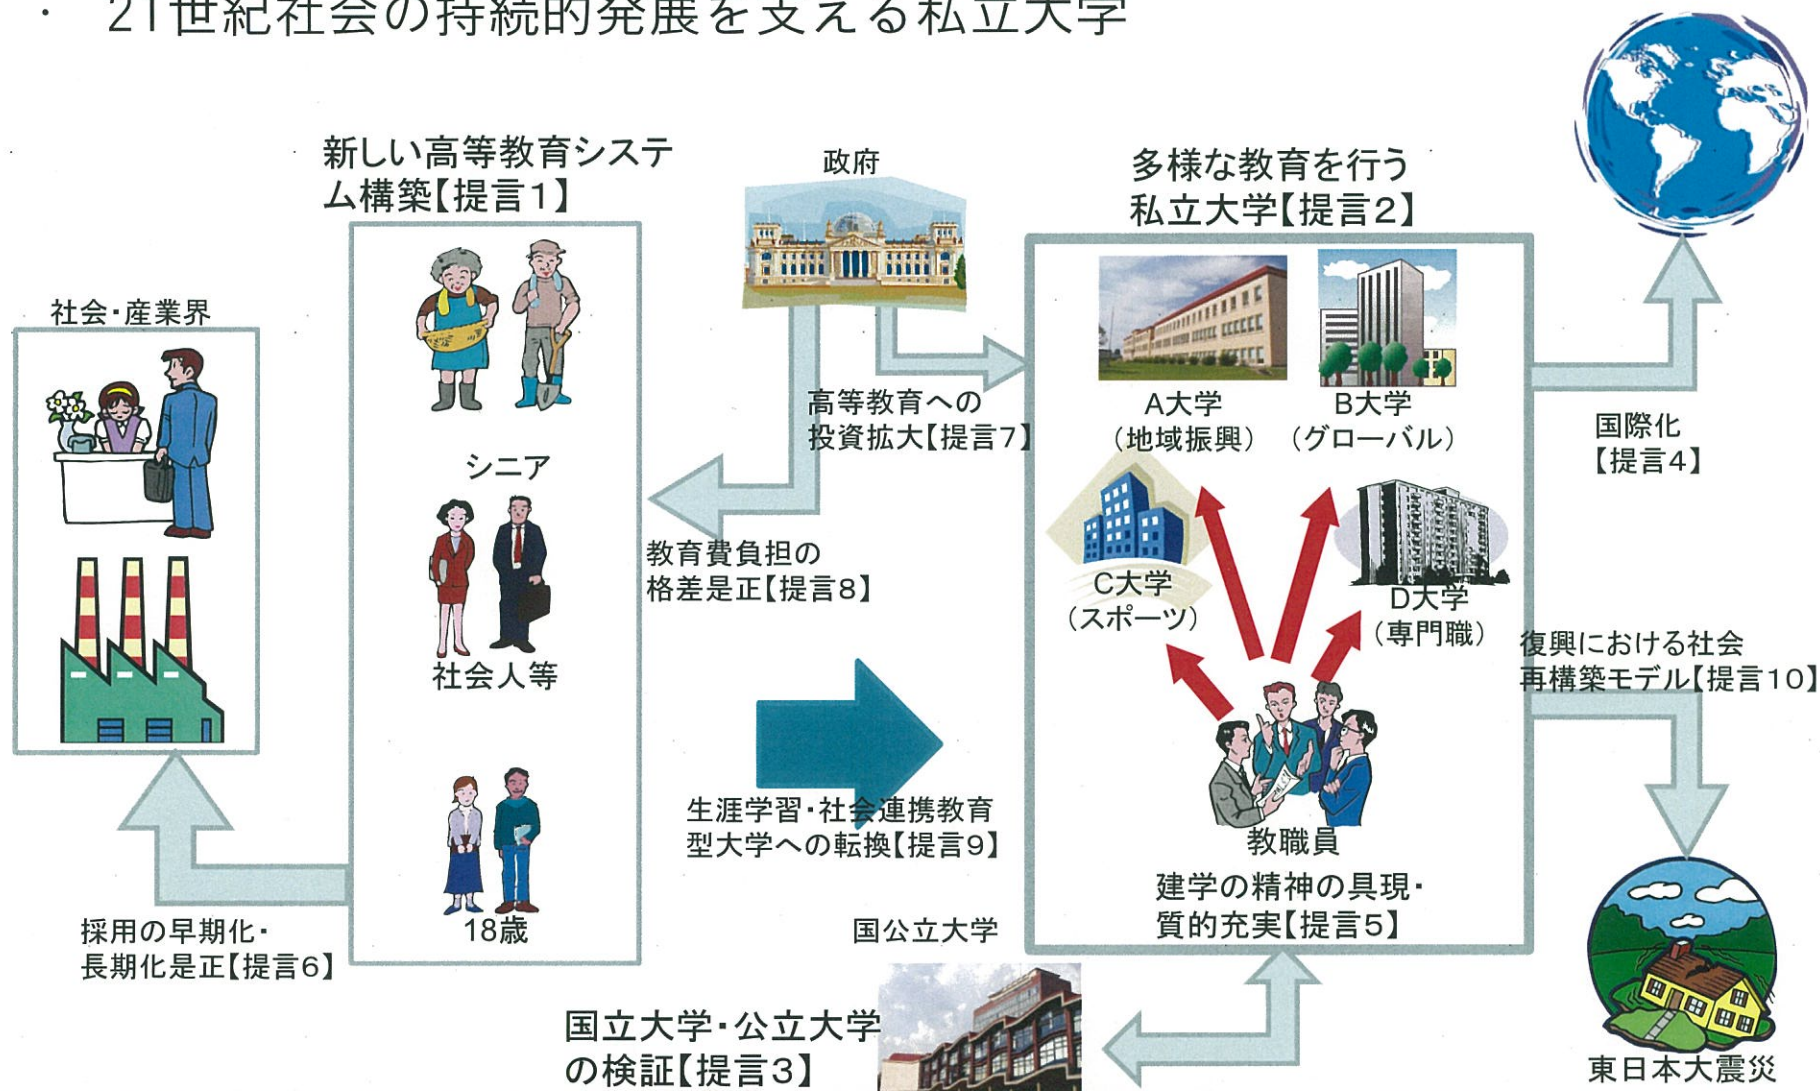 ・ 21世紀社会の持続的発展を支える私立大学
新しい高等教育システ
ム構築【提言1】
政府
多様な教育を行う
私立大学【提言2】
社会・産業界
高等教育への
投資拡大【提言7】
A大学
(地域振興)
B大学
(グローバル)
国際化
【提言4】
シニア
教育費負担の
格差是正【提言8】
C大学
(スポーツ)
D大学
(専門職)
社会人等
復興における社会
再構築モデル【提言10】
生涯学習・社会連携教育
型大学への転換【提言9】
教職員
建学の精神の具現・
質的充実【提言5】
18歳
採用の早期化・
長期化是正【提言6】
国公立大学
国立大学・公立大学
の検証【提言3】
東日本大震災